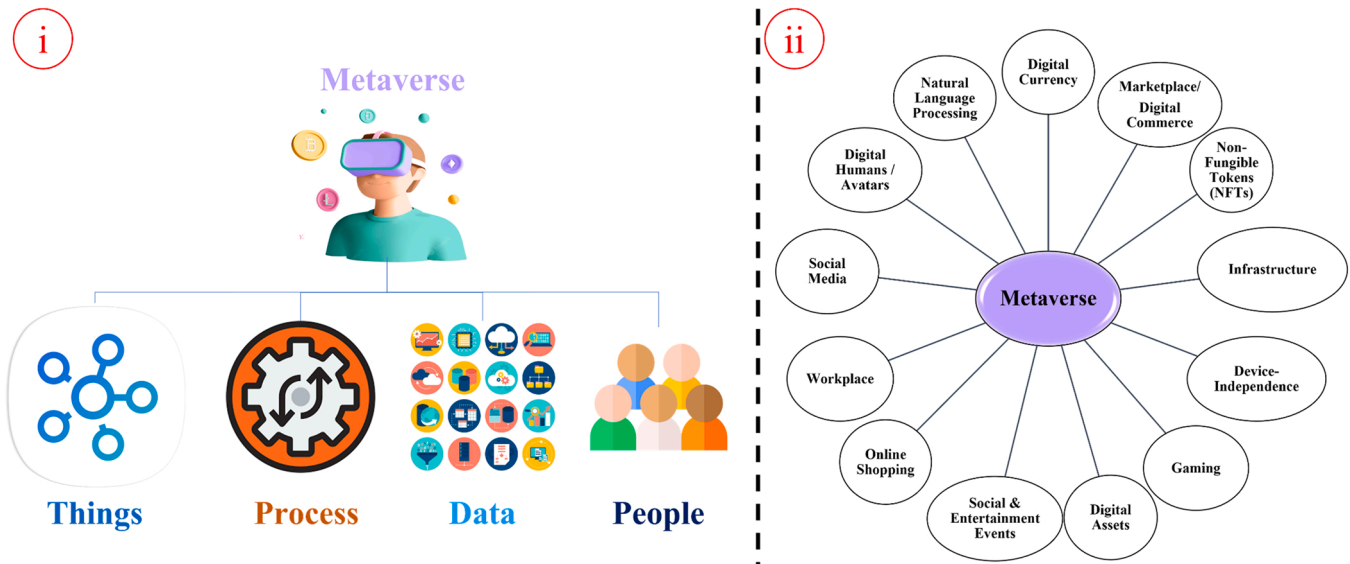 i
Metaverse
Things
Process
Data
People
ii
Digital
Currency
Marketplace/
Digital
Commerce
Non-
Fungible
Tokens
(NFTs)
Infrastructure
Device-
Independence
Gaming
Digital
Assets
Social &
Entertainment
Events
Online
Shopping
Workplace
Social
Media
Digital
Humans /
Avatars
Natural
Language
Processing
Metaverse